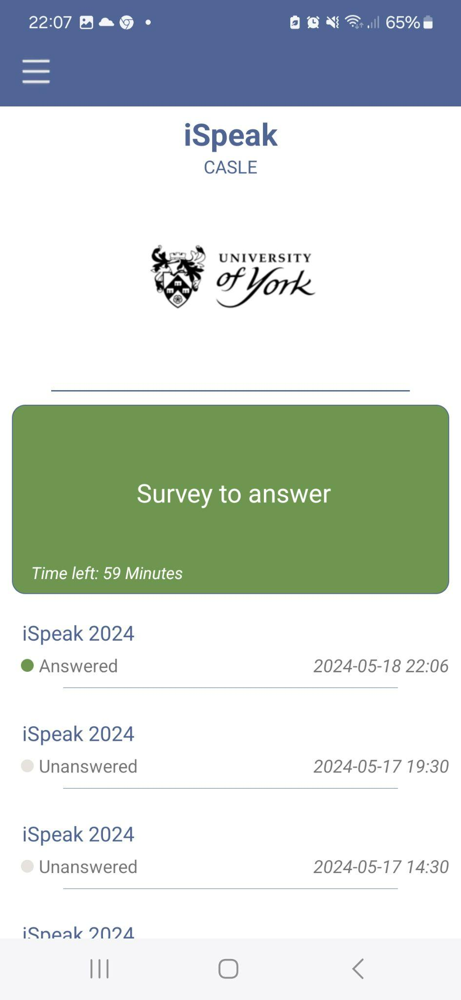 22:07 65%
iSpeak
CASLE
UNIVERSITY
of York
Survey to answer
Time left: 59 Minutes
iSpeak 2024
Answered 2024-05-18 22:06
iSpeak 2024
Unanswered 2024-05-17 19:30
iSpeak 2024
Unanswered 2024-05-17 14:30
iSpeak 2024